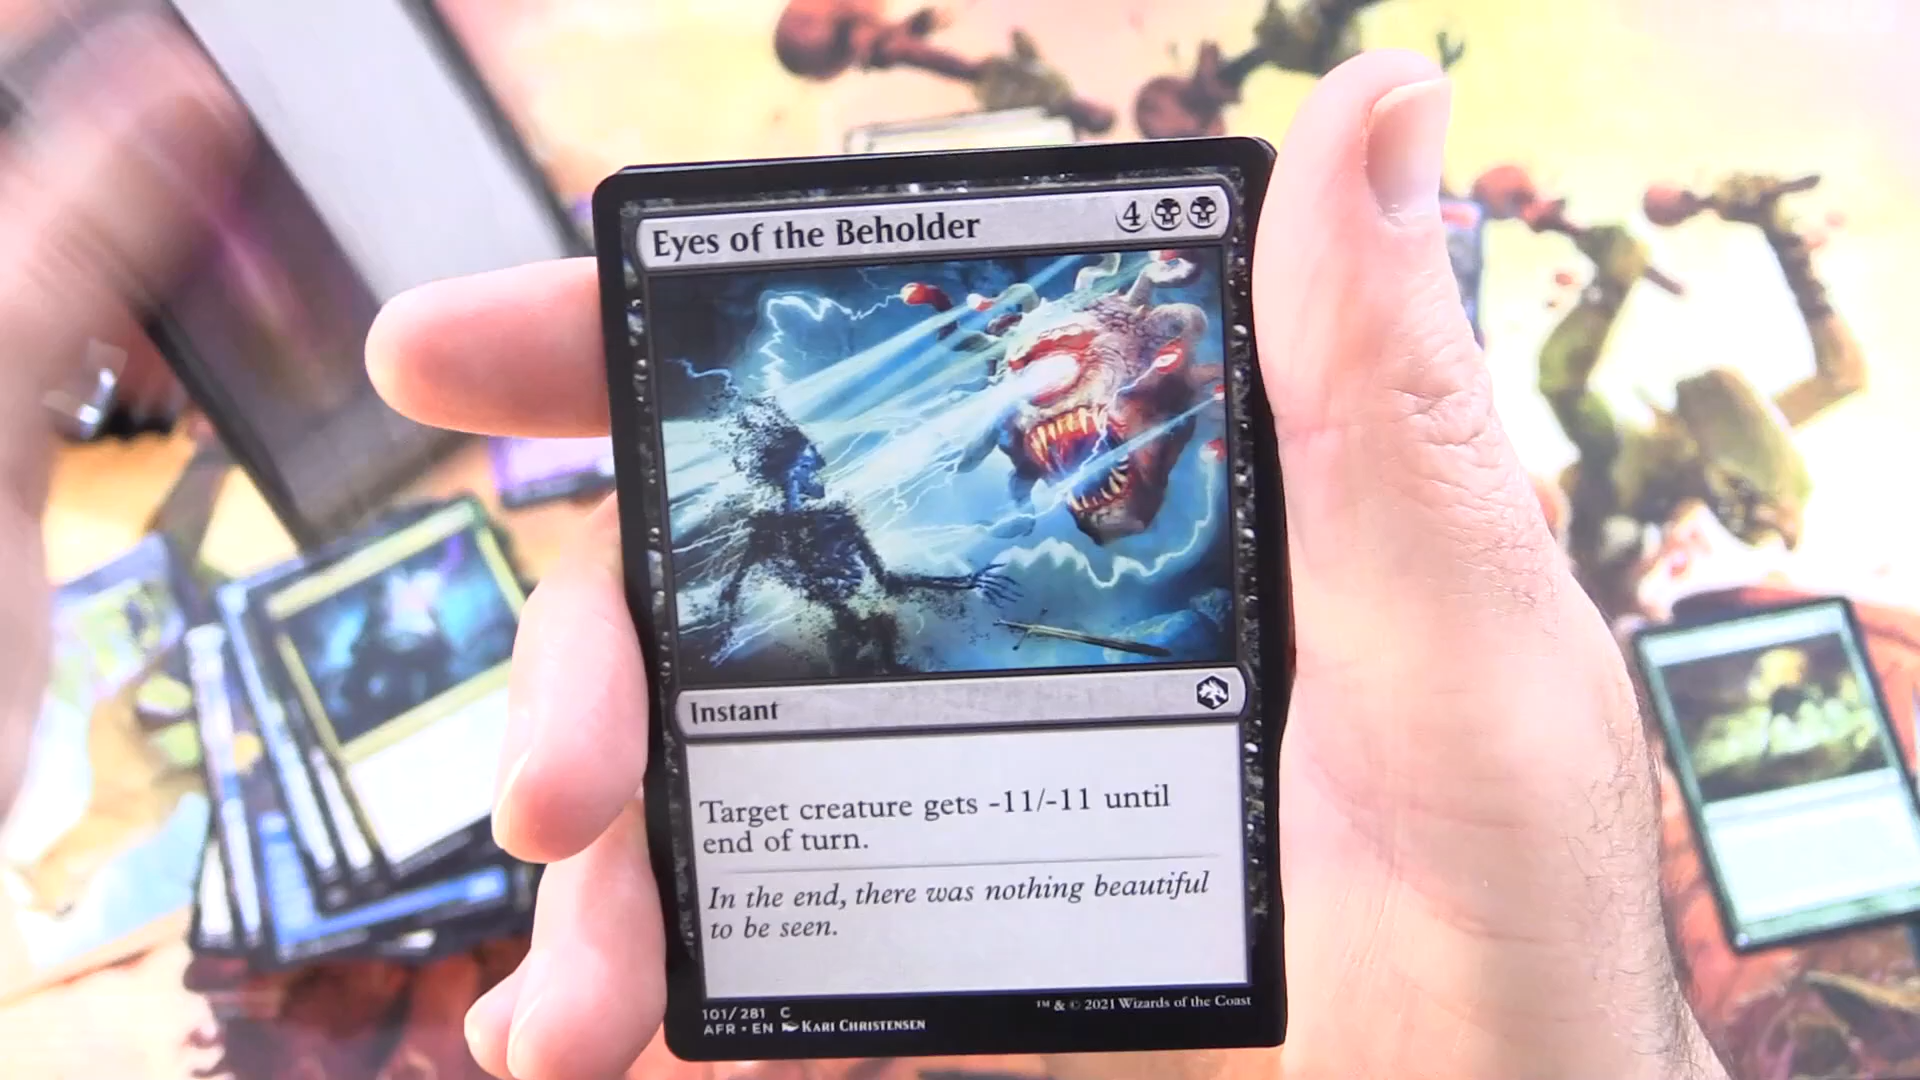 Eyes of the Beholder 4
Instant
Target creature gets -11/-11 until
end of turn.
In the end, there was nothing beautiful
to be seen.
101/281 C
AFR • EN KARI CHRISTENSEN
™ & © 2021 Wizards of the Coast